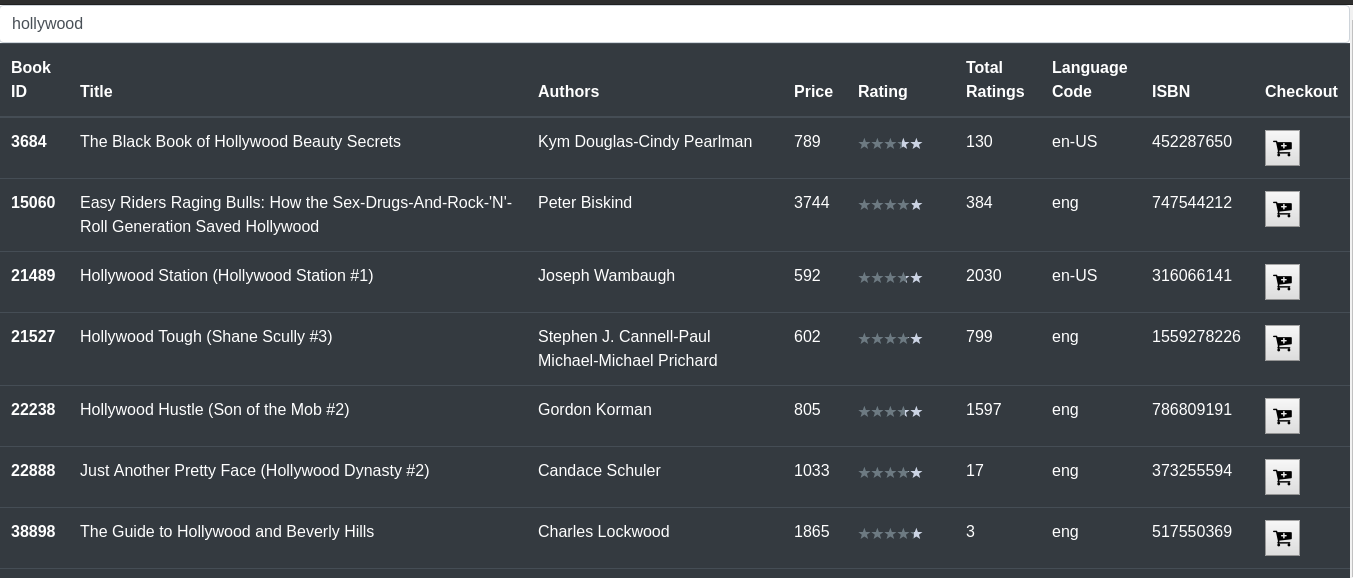 hollywood
Book ID Title Authors Price Rating Total Ratings Language Code ISBN Checkout
3684 The Black Book of Hollywood Beauty Secrets Kym Douglas-Cindy Pearlman 789 130 en-US 452287650
15060 Easy Riders Raging Bulls: How the Sex-Drugs-And-Rock-'N'- Peter Biskind 3744 384 eng 747544212
Roll Generation Saved Hollywood
21489 Hollywood Station (Hollywood Station #1) Joseph Wambaugh 592 2030 en-US 316066141
21527 Hollywood Tough (Shane Scully #3) Stephen J. Cannell-Paul 602 799 eng 1559278226
Michael-Michael Prichard
22238 Hollywood Hustle (Son of the Mob #2) Gordon Korman 805 1597 eng 786809191
22888 Just Another Pretty Face (Hollywood Dynasty #2) Candace Schuler 1033 17 eng 373255594
38898 The Guide to Hollywood and Beverly Hills Charles Lockwood 1865 3 eng 517550369